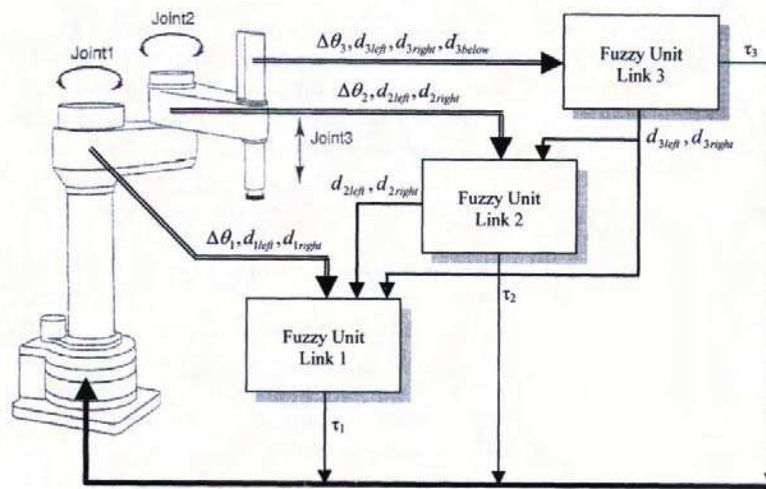 Joint2
Joint1
Δθ₃, d₃left, d₃right, d₃below
Fuzzy Unit
Link 3
τ₃
Δθ₂, d₂left, d₂right
Joint3
d₃left, d₃right
d₂left, d₂right
Fuzzy Unit
Link 2
Δθ₁, d₁left, d₁right
τ₂
Fuzzy Unit
Link 1
τ₁